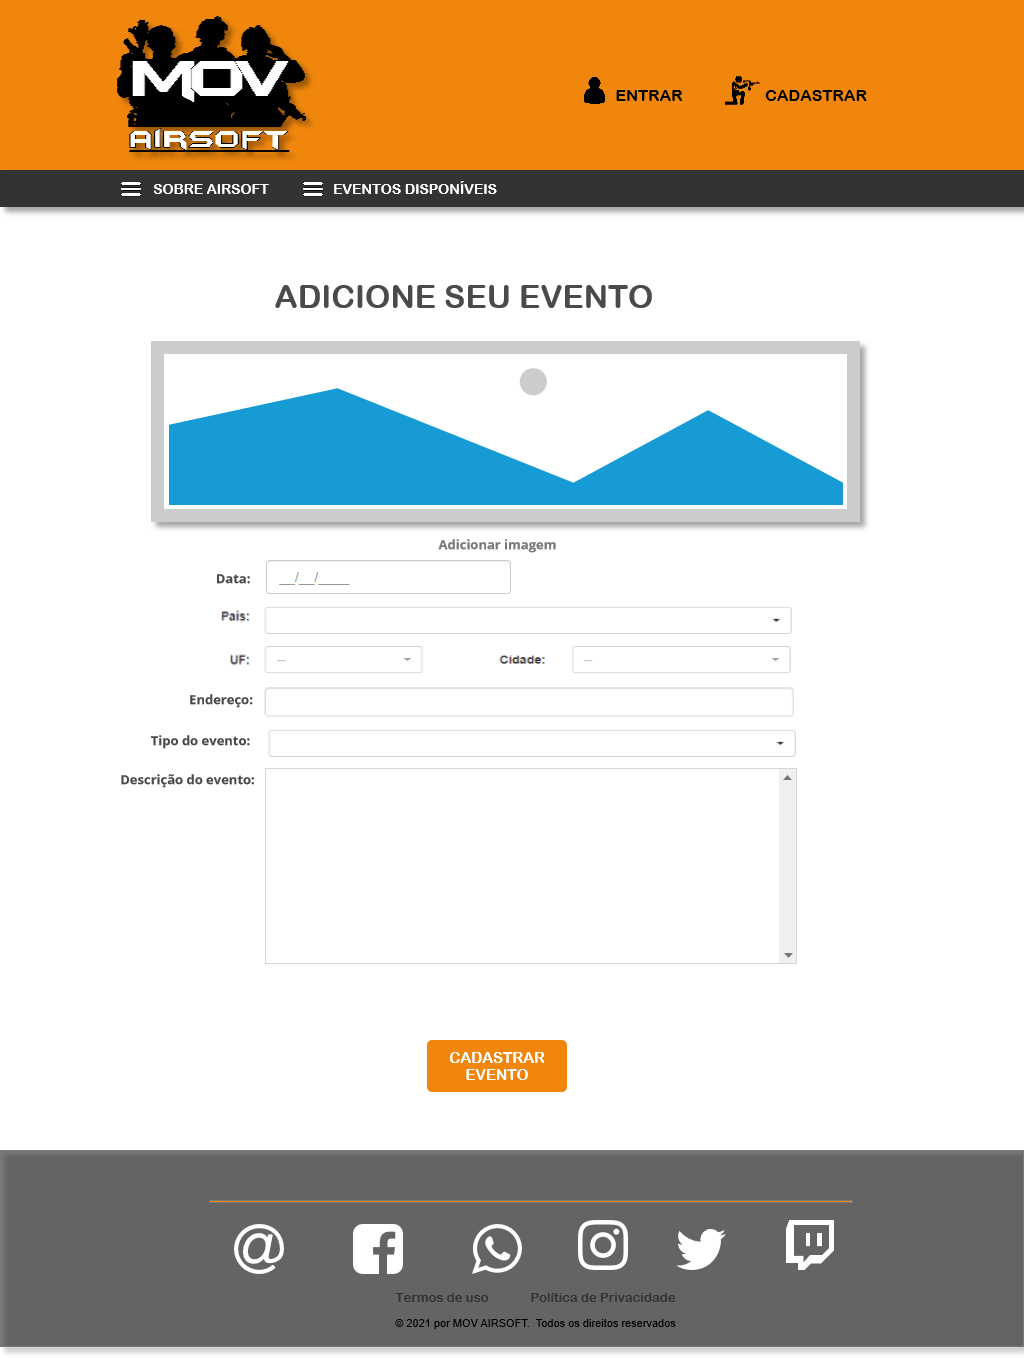 MOV
AIRSOFT
ENTRAR
CADASTRAR
SOBRE AIRSOFT
EVENTOS DISPONÍVEIS
ADICIONE SEU EVENTO
Adicionar imagem
Data: __/__/____
Pais:
UF: --
Cidade: --
Endereço:
Tipo do evento:
Descrição do evento:
CADASTRAR
EVENTO
@
Termos de uso
Política de Privacidade
© 2021 por MOV AIRSOFT. Todos os direitos reservados